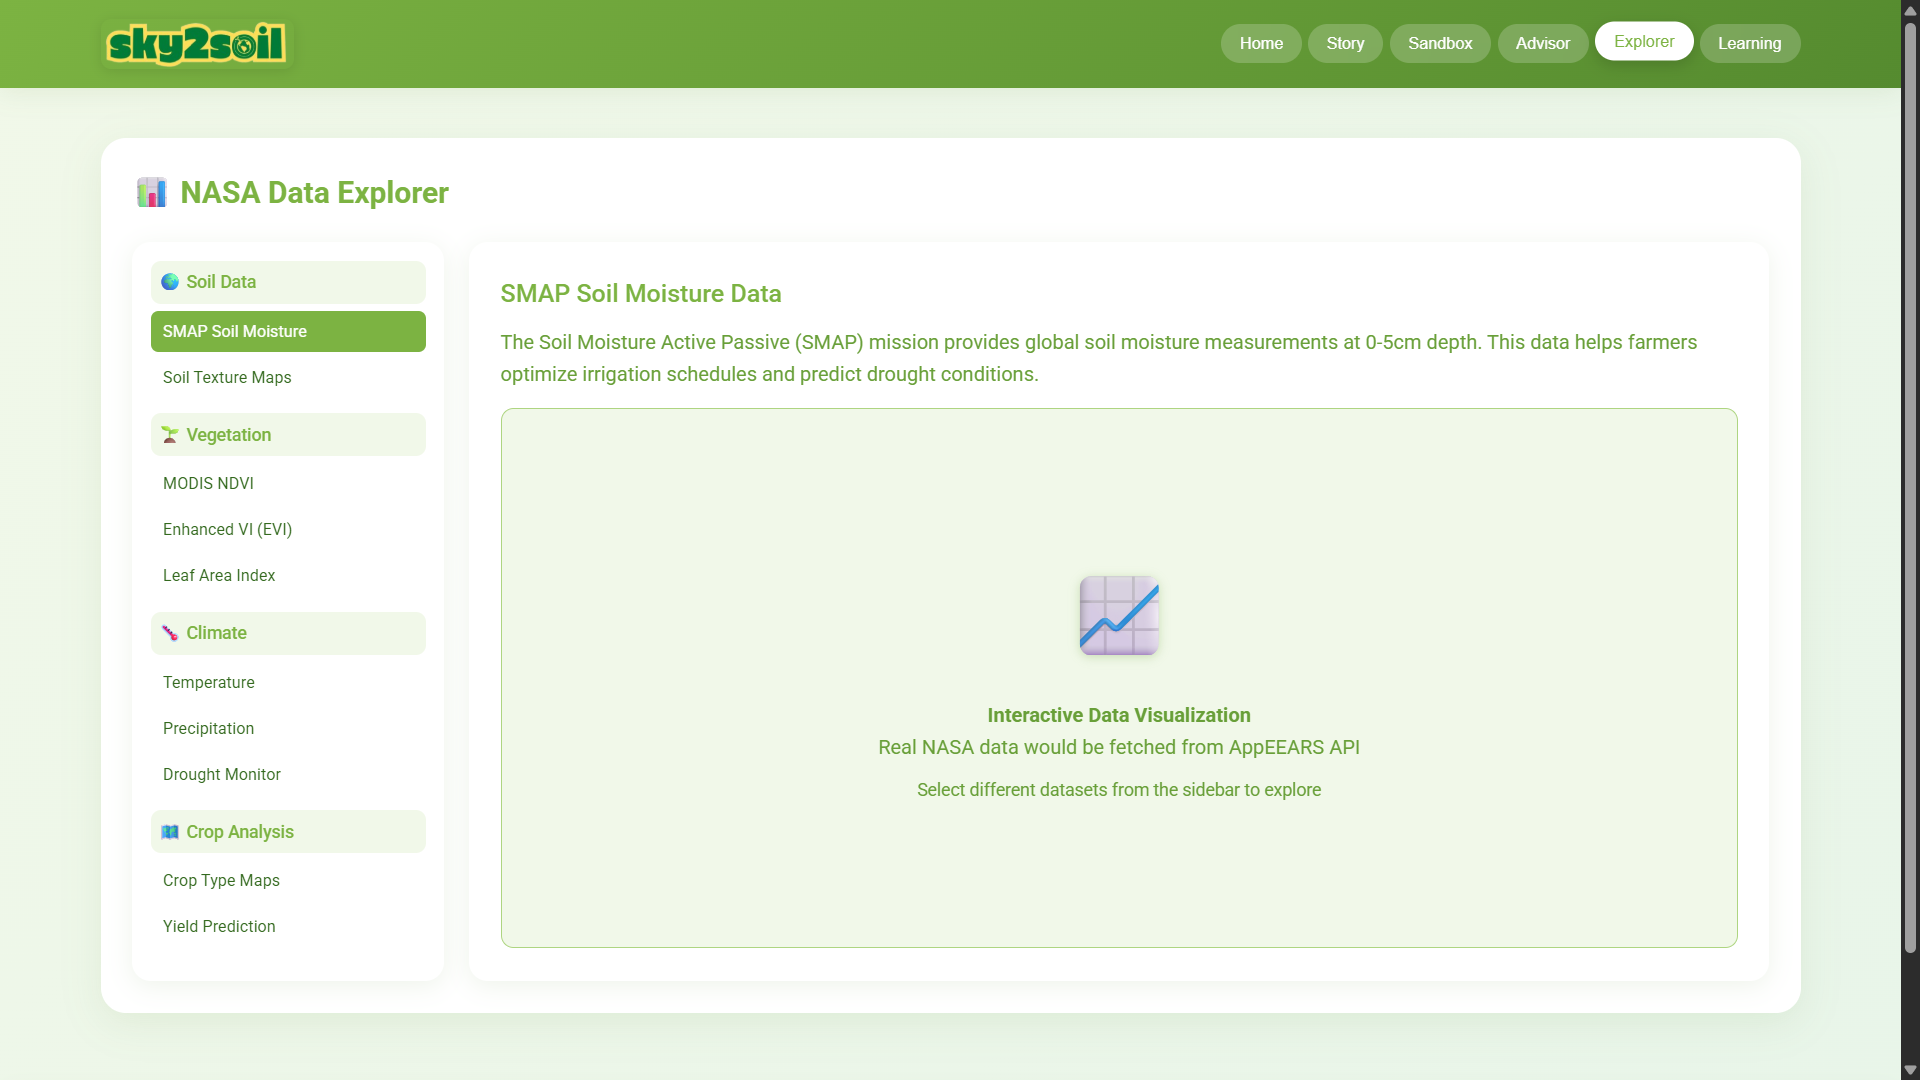 sky2soil
Home
Story
Sandbox
Advisor
Explorer
Learning
NASA Data Explorer
Soil Data
SMAP Soil Moisture
Soil Texture Maps
Vegetation
MODIS NDVI
Enhanced VI (EVI)
Leaf Area Index
Climate
Temperature
Precipitation
Drought Monitor
Crop Analysis
Crop Type Maps
Yield Prediction
SMAP Soil Moisture Data
The Soil Moisture Active Passive (SMAP) mission provides global soil moisture measurements at 0-5cm depth. This data helps farmers
optimize irrigation schedules and predict drought conditions.
Interactive Data Visualization
Real NASA data would be fetched from AppEEARS API
Select different datasets from the sidebar to explore